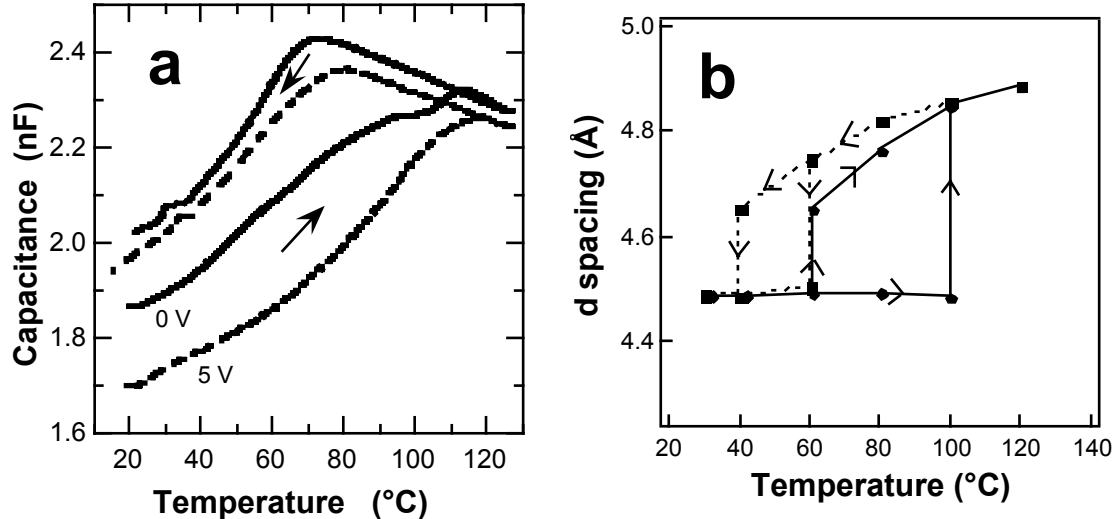 a
2.4
2.2
2.0
1.8
1.6
Capacitance (nF)
0 V
5 V
20 40 60 80 100 120
Temperature (°C)
b
5.0
4.8
4.6
4.4
d spacing (Å)
20 40 60 80 100 120 140
Temperature (°C)